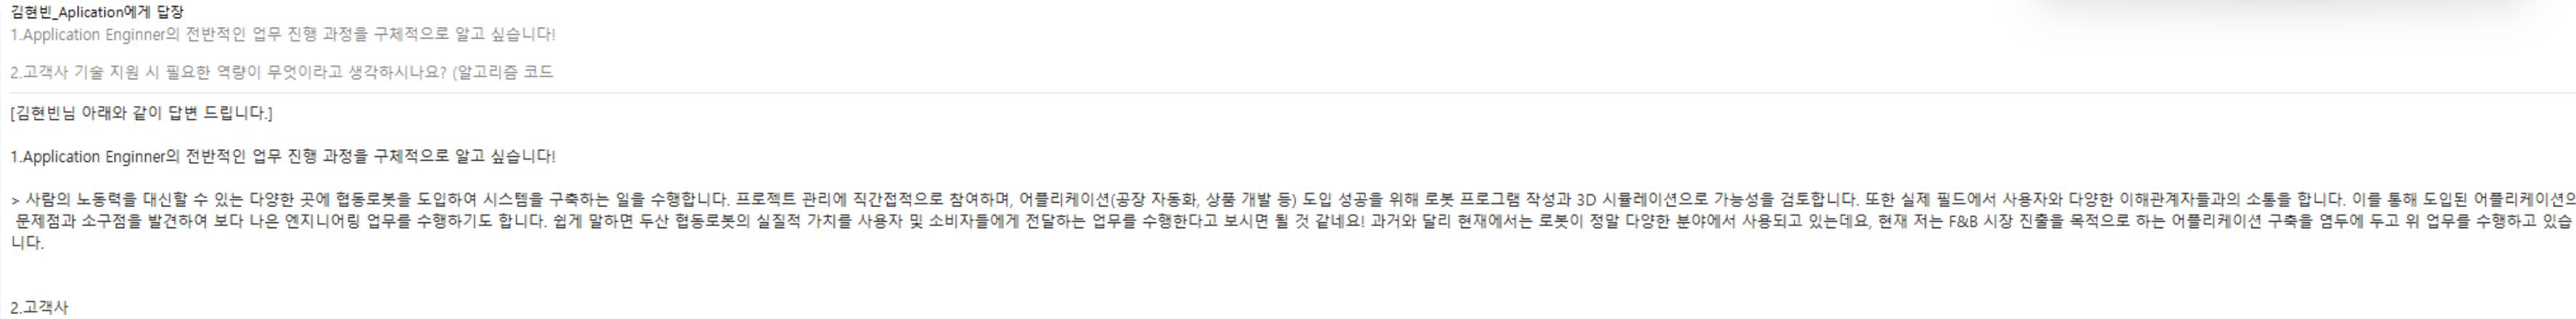 김현빈_Aplication에게 답장
1.Application Enginner의 전반적인 업무 진행 과정을 구체적으로 알고 싶습니다!
2.고객사 기술 지원 시 필요한 역량이 무엇이라고 생각하시나요? (알고리즘 코드
[김현빈님 아래와 같이 답변 드립니다.]
1.Application Enginner의 전반적인 업무 진행 과정을 구체적으로 알고 싶습니다!
> 사람의 노동력을 대신할 수 있는 다양한 곳에 협동로봇을 도입하여 시스템을 구축하는 일을 수행합니다. 프로젝트 관리에 직간접적으로 참여하며, 어플리케이션(공장 자동화, 상품 개발 등) 도입 성공을 위해 로봇 프로그램 작성과 3D 시뮬레이션으로 가능성을 검토합니다. 또한 실제 필드에서 사용자와 다양한 이해관계자들과의 소통을 합니다. 이를 통해 도입된 어플리케이션의
문제점과 소구점을 발견하여 보다 나은 엔지니어링 업무를 수행하기도 합니다. 쉽게 말하면 두산 협동로봇의 실질적 가치를 사용자 및 소비자들에게 전달하는 업무를 수행한다고 보시면 될 것 같네요! 과거와 달리 현재에서는 로봇이 정말 다양한 분야에서 사용되고 있는데요, 현재 저는 F&B 시장 진출을 목적으로 하는 어플리케이션 구축을 염두에 두고 위 업무를 수행하고 있습
니다.
2.고객사